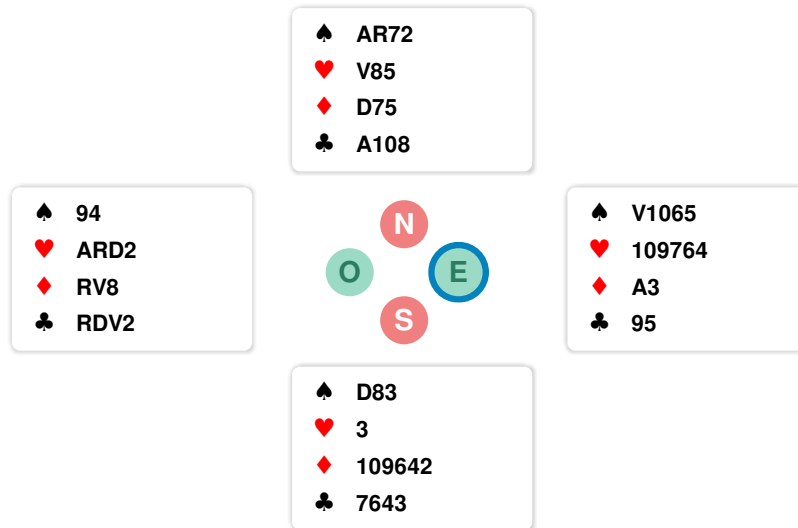 ♠ AR72
♥ V85
♦ D75
♣ A108
♠ 94
♥ ARD2
♦ RV8
♣ RDV2
N
O E
S
♠ V1065
♥ 109764
♦ A3
♣ 95
♠ D83
♥ 3
♦ 109642
♣ 7643